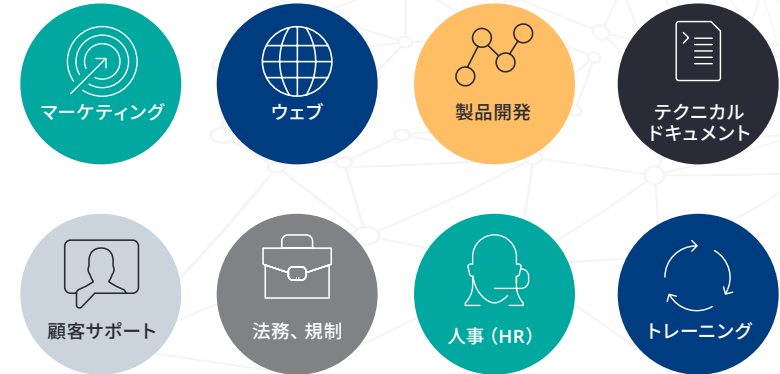 マーケティング
ウェブ
製品開発
テクニカル
ドキュメント
顧客サポート
法務、規制
人事（HR）
トレーニング